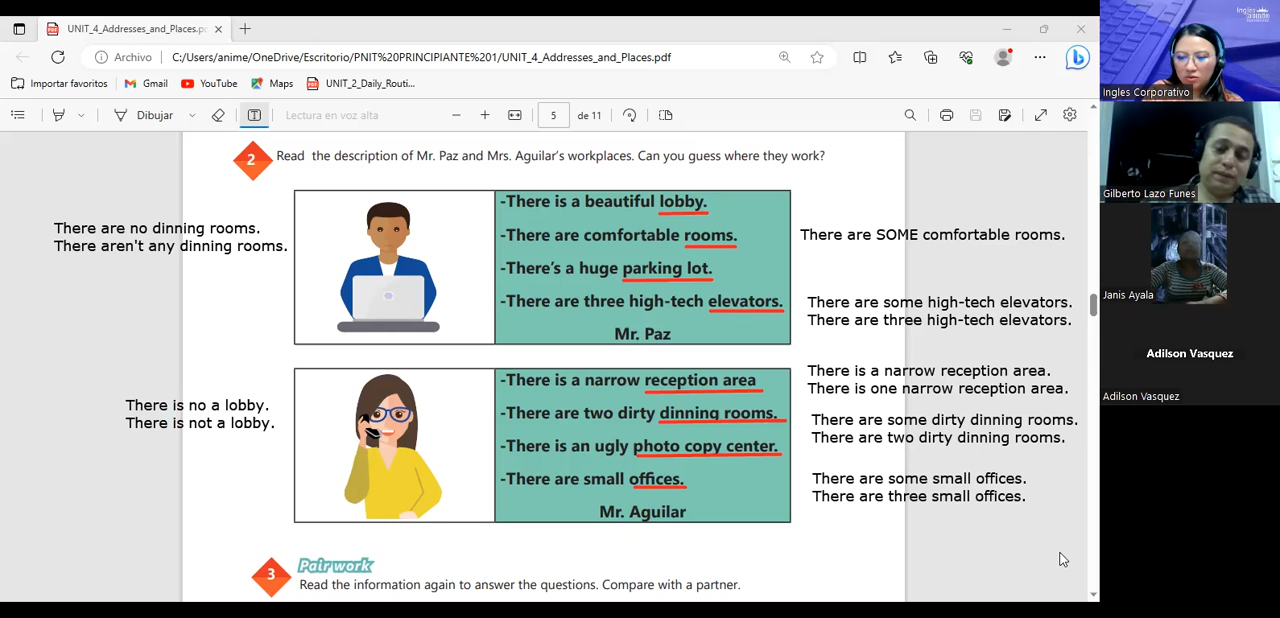 UNIT_4_Addresses_and_Places.pd
Archivo
C:/Users/anime/OneDrive/Escritorio/PNIT%20PRINCIPIANTE%201/UNIT_4_Addresses_and_Places.pdf
Importar favoritos
Gmail
YouTube
Maps
UNIT_2_Daily_Routi...
Dibujar
Lectura en voz alta
5
de 11
2
Read the description of Mr. Paz and Mrs. Aguilar's workplaces. Can you guess where they work?
There are no dinning rooms.
There aren't any dinning rooms.
-There is a beautiful lobby.
-There are comfortable rooms.
-There's a huge parking lot.
-There are three high-tech elevators.
Mr. Paz
There are SOME comfortable rooms.
There are some high-tech elevators.
There are three high-tech elevators.
There is no a lobby.
There is not a lobby.
-There is a narrow reception area
-There are two dirty dinning rooms.
-There is an ugly photo copy center.
-There are small offices.
Mr. Aguilar
There is a narrow reception area.
There is one narrow reception area.
There are some dirty dinning rooms.
There are two dirty dinning rooms.
There are some small offices.
There are three small offices.
3
Pair work
Read the information again to answer the questions. Compare with a partner.
Ingles Corporativo
Gilberto Lazo Funes
Janis Ayala
Adilson Vasquez
Adilson Vasquez